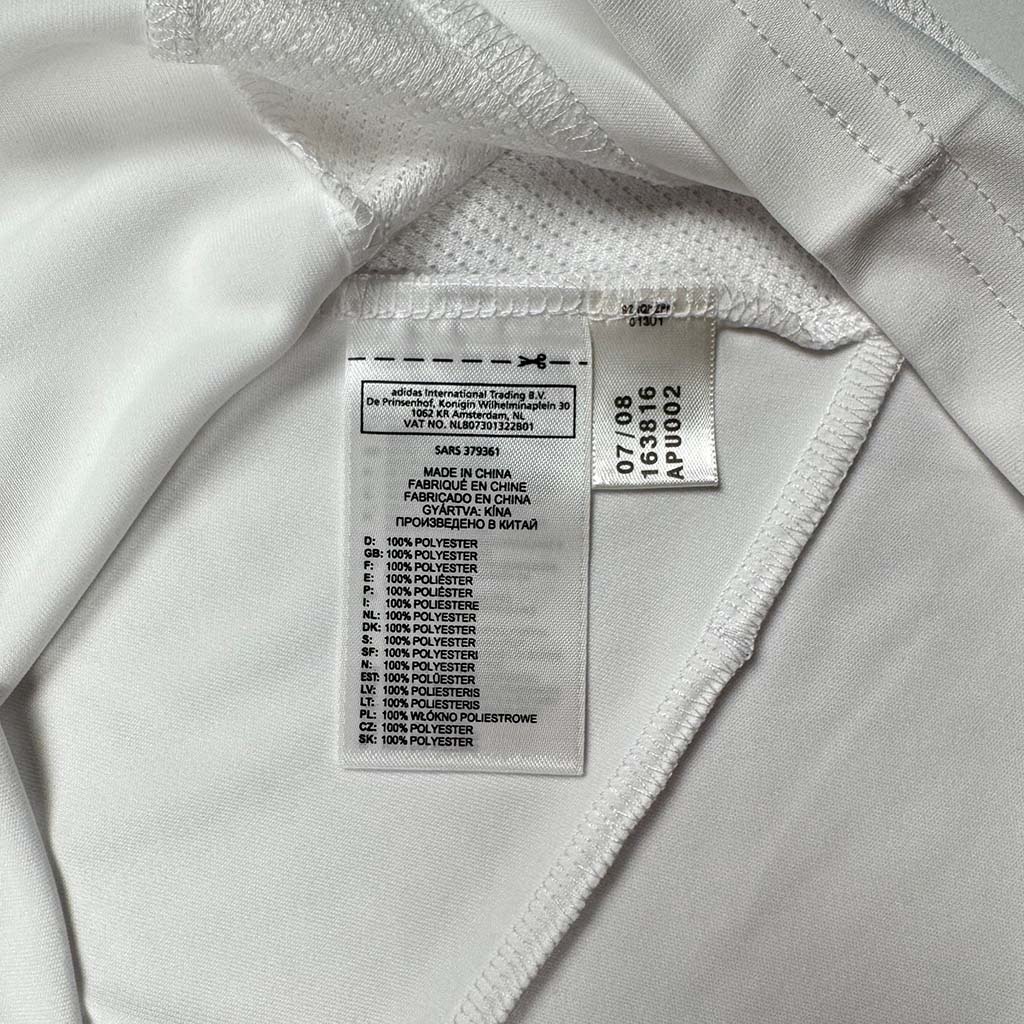 adidas International Trading B.V.
De Prinsenhof, Konigin Wilhelminaplein 30
1062 KR Amsterdam, NL
VAT NO. NL807301322B01
SARS 379361
MADE IN CHINA
FABRIQUÉ EN CHINE
FABRICADO EN CHINA
GYÁRTVA: KÍNA
ПРОИЗВЕДЕНО В КИТАЙ
D: 100% POLYESTER
GB: 100% POLYESTER
F: 100% POLYESTER
E: 100% POLIÉSTER
P: 100% POLIÉSTER
I: 100% POLIESTERE
NL: 100% POLYESTER
DK: 100% POLYESTER
S: 100% POLYESTER
SF: 100% POLYESTERI
N: 100% POLYESTER
EST: 100% POLÜESTER
LV: 100% POLIESTERIS
LT: 100% POLIESTERIS
PL: 100% WŁÓKNO POLIESTROWE
CZ: 100% POLYESTER
SK: 100% POLYESTER
01301
07/08
163816
APU002